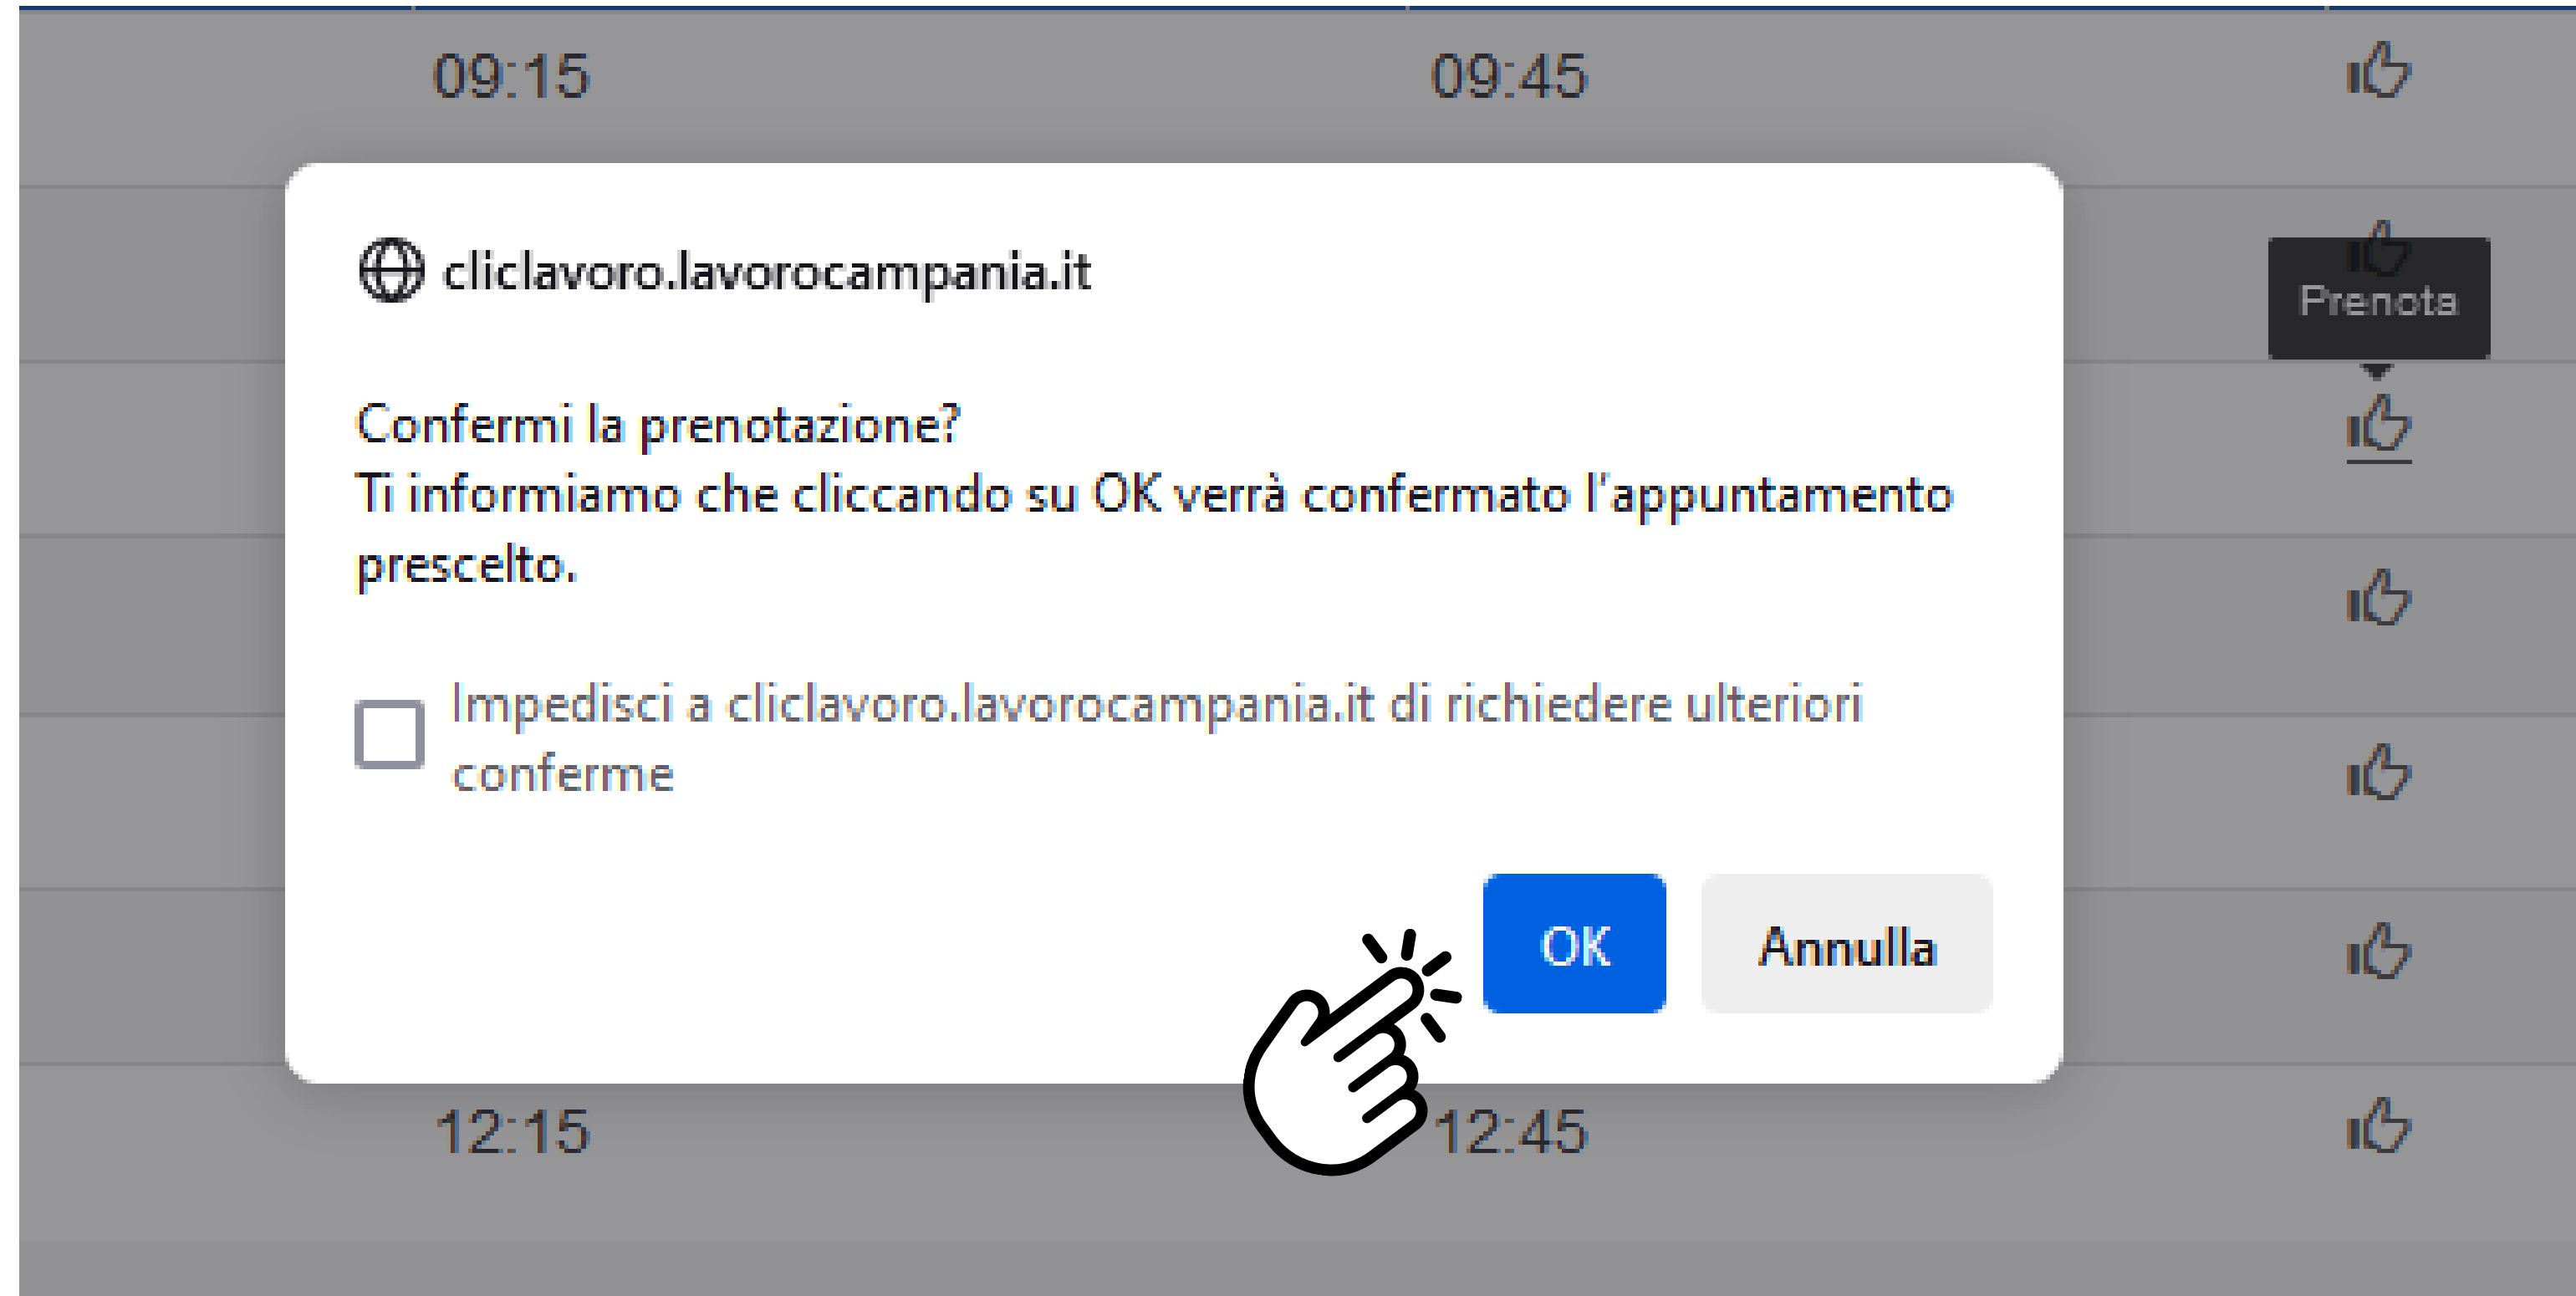 09:15 09:45
cliclavoro.lavorocampania.it
Prenota
Confermi la prenotazione?
Ti informiamo che cliccando su OK verrà confermato l'appuntamento
prescelto.
Impedisci a cliclavoro.lavorocampania.it di richiedere ulteriori
conferme
OK Annulla
12:15 12:45